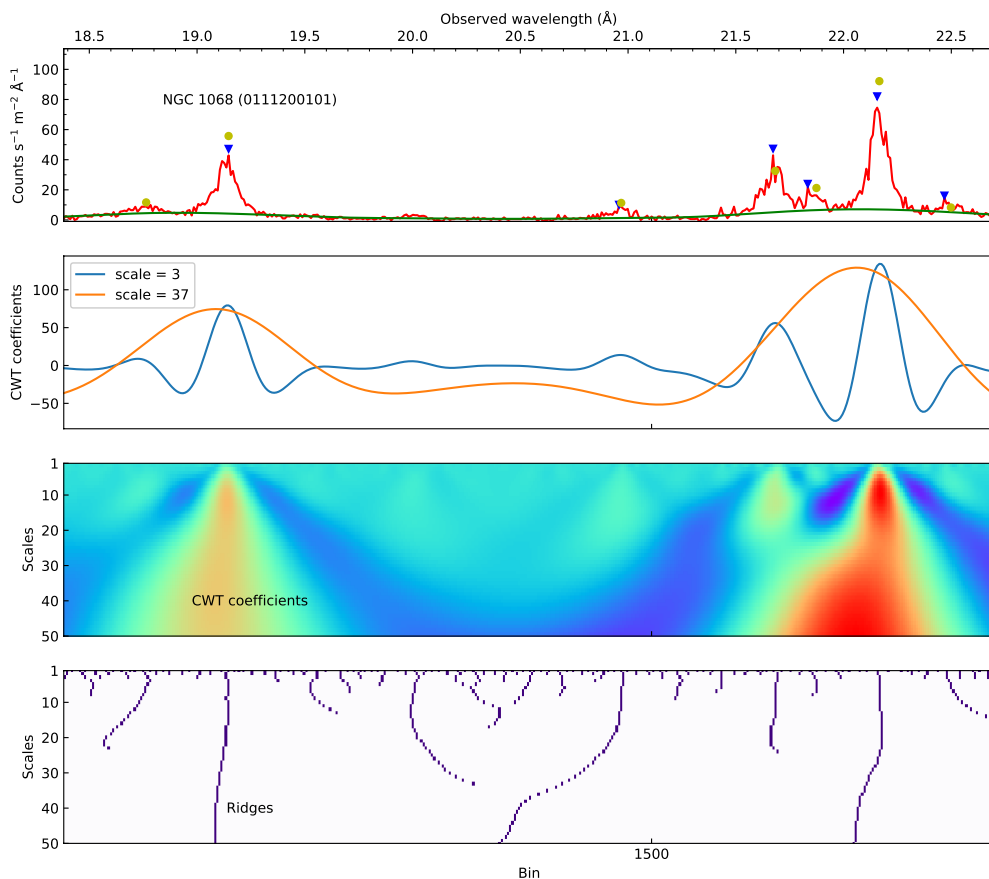 Observed wavelength (Å)
18.5 19.0 19.5 20.0 20.5 21.0 21.5 22.0 22.5
Counts s⁻¹ m⁻² Å⁻¹
100
80
60
40
20
0
NGC 1068 (0111200101)
CWT coefficients
100
50
0
−50
scale = 3
scale = 37
Scales
1
10
20
30
40
50
CWT coefficients
Scales
1
10
20
30
40
50
Ridges
1500
Bin